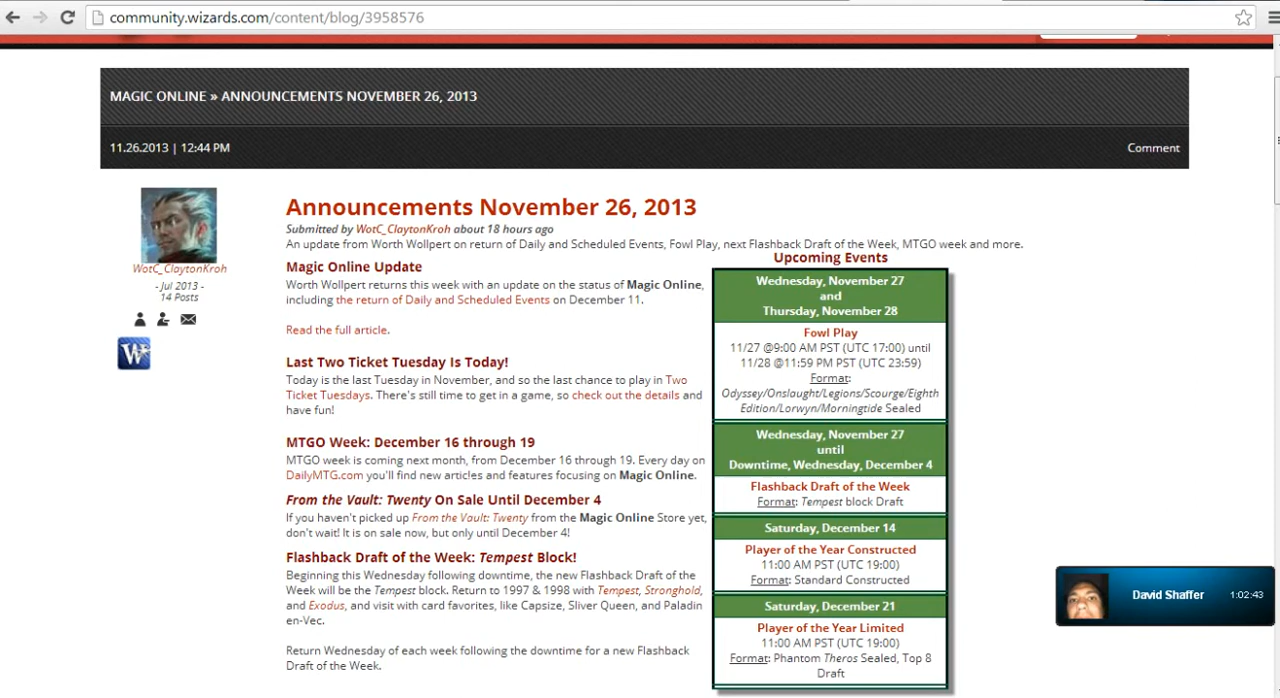 community.wizards.com/content/blog/3958576
MAGIC ONLINE » ANNOUNCEMENTS NOVEMBER 26, 2013
11.26.2013 | 12:44 PM
Comment
WotC_ClaytonKroh
- Jul 2013 -
14 Posts
W
Announcements November 26, 2013
Submitted by WotC_ClaytonKroh about 18 hours ago
An update from Worth Wollpert on return of Daily and Scheduled Events, Fowl Play, next Flashback Draft of the Week, MTGO week and more.
Magic Online Update
Worth Wollpert returns this week with an update on the status of Magic Online,
including the return of Daily and Scheduled Events on December 11.
Read the full article.
Last Two Ticket Tuesday Is Today!
Today is the last Tuesday in November, and so the last chance to play in Two
Ticket Tuesdays. There's still time to get in a game, so check out the details and
have fun!
MTGO Week: December 16 through 19
MTGO week is coming next month, from December 16 through 19. Every day on
DailyMTG.com you'll find new articles and features focusing on Magic Online.
From the Vault: Twenty On Sale Until December 4
If you haven't picked up From the Vault: Twenty from the Magic Online Store yet,
don't wait! It is on sale now, but only until December 4!
Flashback Draft of the Week: Tempest Block!
Beginning this Wednesday following downtime, the new Flashback Draft of the
Week will be the Tempest block. Return to 1997 & 1998 with Tempest, Stronghold,
and Exodus, and visit with card favorites, like Capsize, Sliver Queen, and Paladin
en-Vec.
Return Wednesday of each week following the downtime for a new Flashback
Draft of the Week.
Upcoming Events
Wednesday, November 27
and
Thursday, November 28
Fowl Play
11/27 @9:00 AM PST (UTC 17:00) until
11/28 @11:59 PM PST (UTC 23:59)
Format:
Odyssey/Onslaught/Legions/Scourge/Eighth
Edition/Lorwyn/Morningtide Sealed
Wednesday, November 27
until
Downtime, Wednesday, December 4
Flashback Draft of the Week
Format: Tempest block Draft
Saturday, December 14
Player of the Year Constructed
11:00 AM PST (UTC 19:00)
Format: Standard Constructed
Saturday, December 21
Player of the Year Limited
11:00 AM PST (UTC 19:00)
Format: Phantom Theros Sealed, Top 8
Draft
David Shaffer 1:02:43